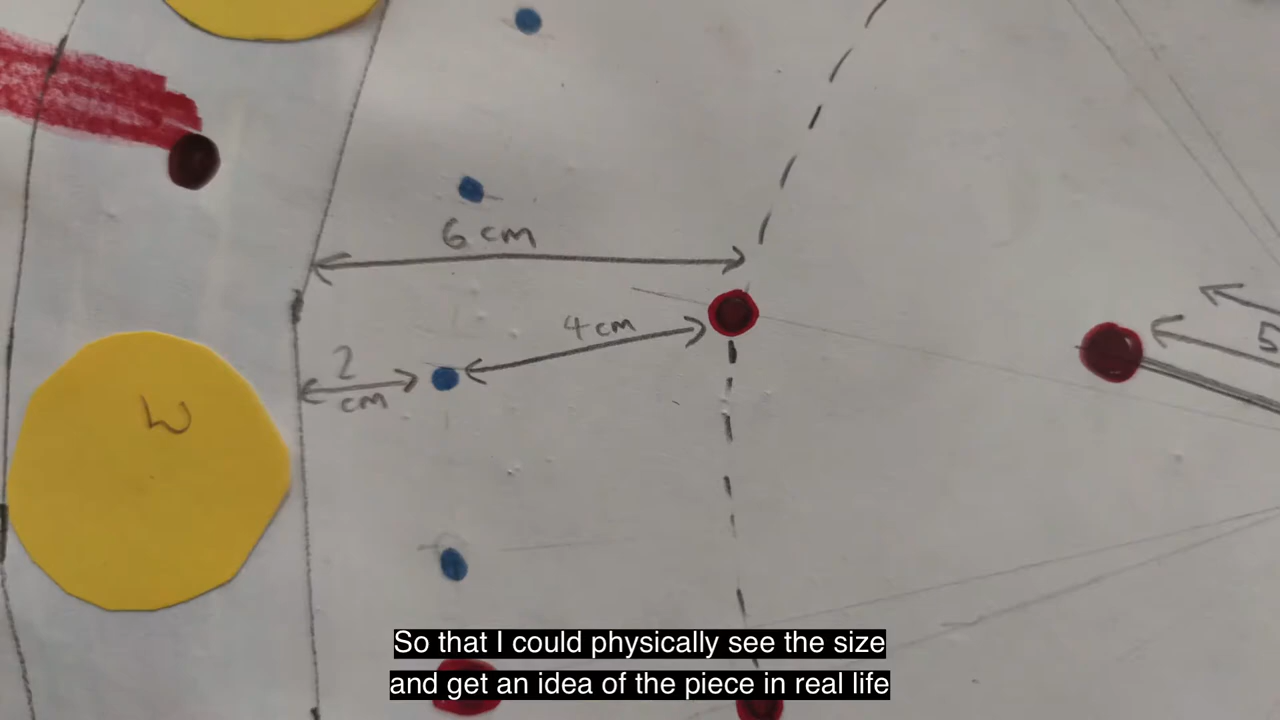 6 cm
4 cm
2
cm
5
W
So that I could physically see the size
and get an idea of the piece in real life